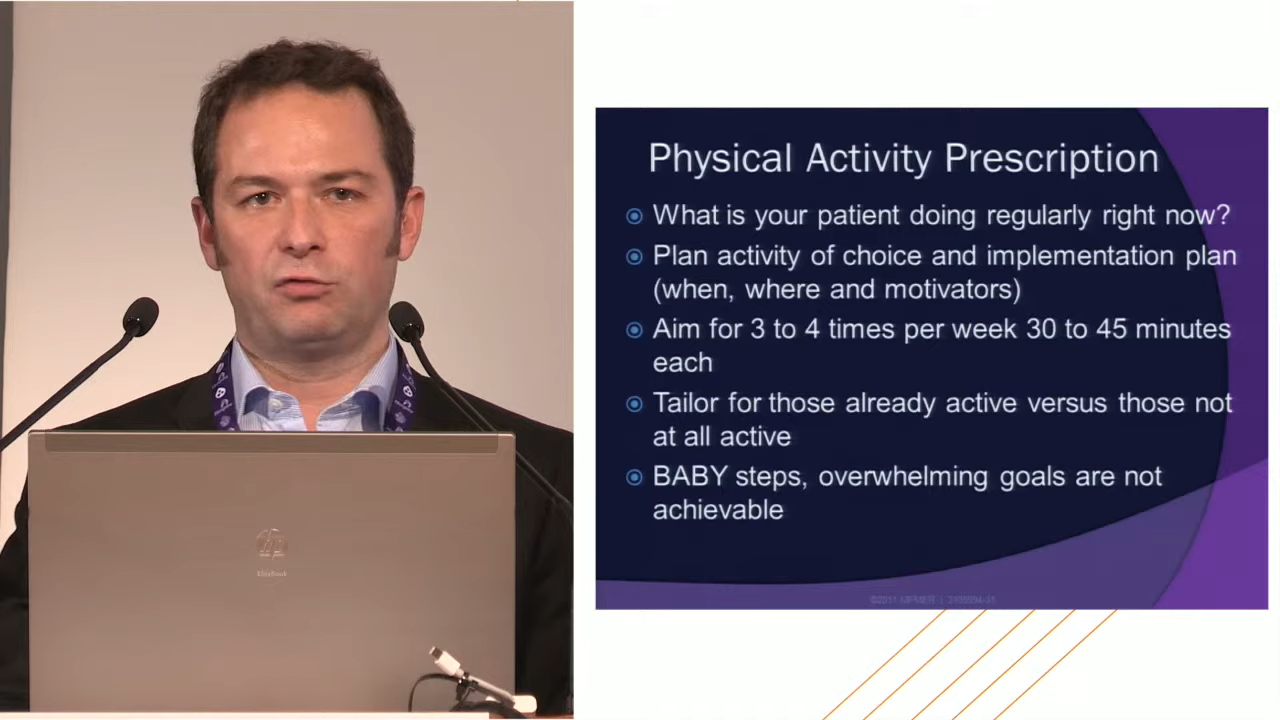 Physical Activity Prescription
What is your patient doing regularly right now?
Plan activity of choice and implementation plan
(when, where and motivators)
Aim for 3 to 4 times per week 30 to 45 minutes
each
Tailor for those already active versus those not
at all active
BABY steps, overwhelming goals are not
achievable
hp
EliteBook